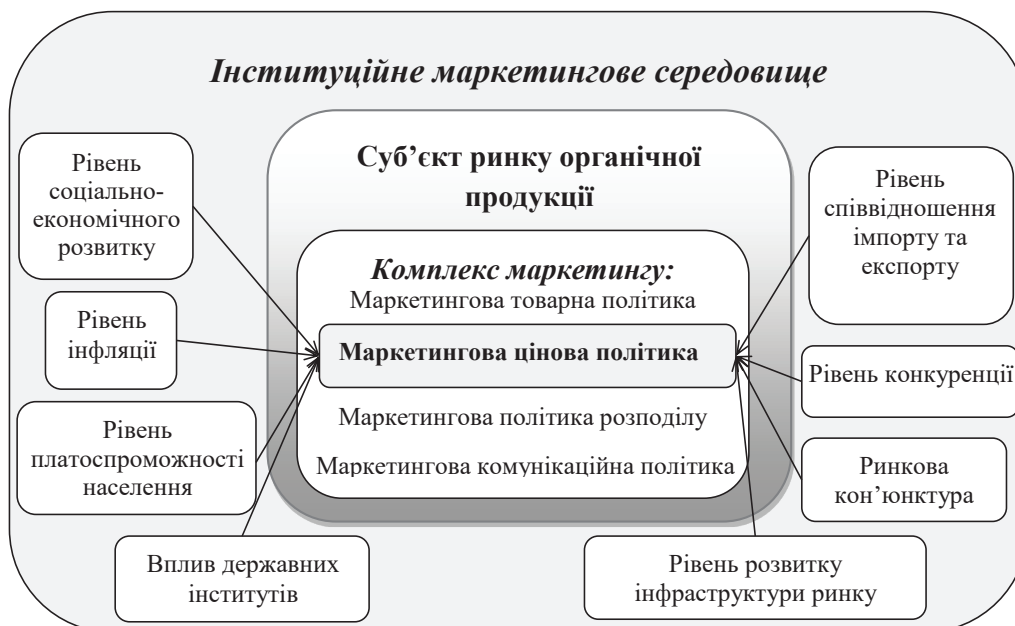 Інституційне маркетингове середовище
Рівень
соціально-
економічного
розвитку
Рівень
інфляції
Рівень
платоспроможності
населення
Вплив державних
інститутів
Суб’єкт ринку органічної
продукції
Комплекс маркетингу:
Маркетингова товарна політика
Маркетингова цінова політика
Маркетингова політика розподілу
Маркетингова комунікаційна політика
Рівень
співвідношення
імпорту та
експорту
Рівень конкуренції
Ринкова
кон’юнктура
Рівень розвитку
інфраструктури ринку